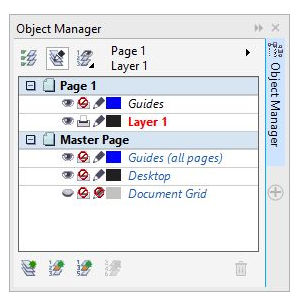 Object Manager
Page 1
Layer 1
Page 1
Guides
Layer 1
Master Page
Guides (all pages)
Desktop
Document Grid
Object Manager